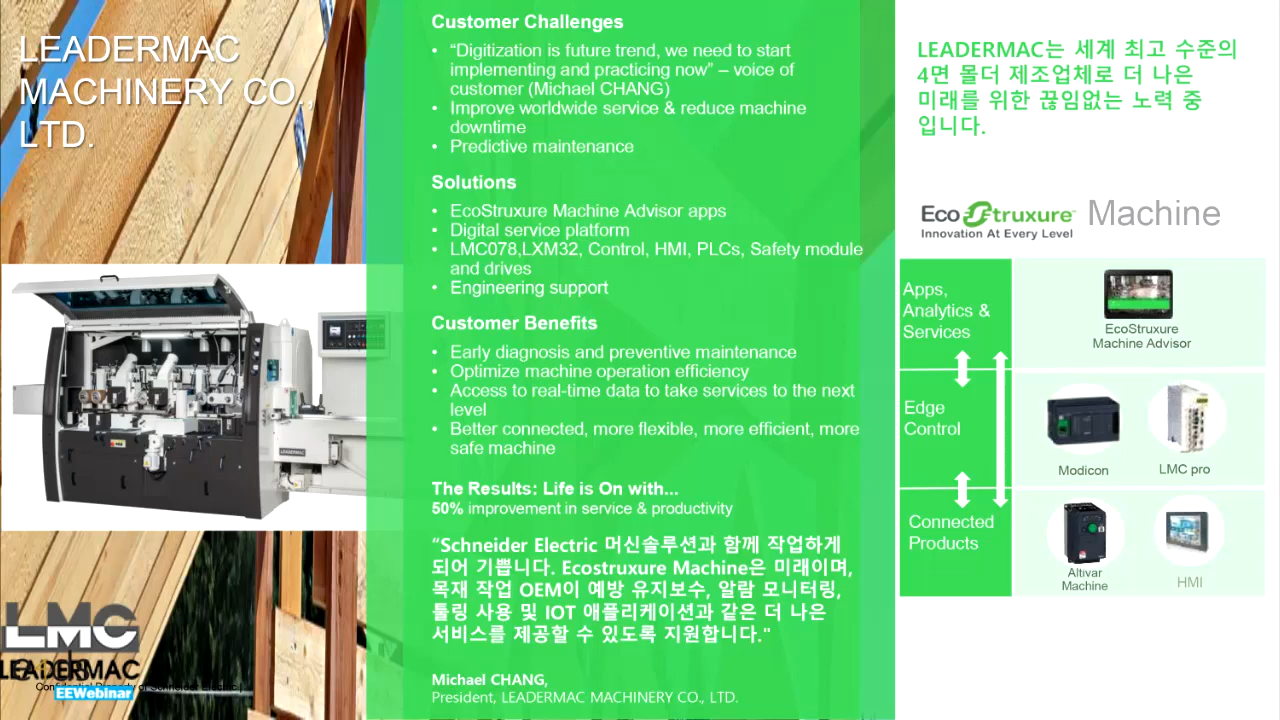 LEADERMAC
MACHINERY CO.,
LTD.
LEADERMAC
LMC
LEADERMAC
EEWebinar
Customer Challenges
• “Digitization is future trend, we need to start
implementing and practicing now” – voice of
customer (Michael CHANG)
• Improve worldwide service & reduce machine
downtime
• Predictive maintenance
Solutions
• EcoStruxure Machine Advisor apps
• Digital service platform
• LMC078,LXM32, Control, HMI, PLCs, Safety module
and drives
• Engineering support
Customer Benefits
• Early diagnosis and preventive maintenance
• Optimize machine operation efficiency
• Access to real-time data to take services to the next
level
• Better connected, more flexible, more efficient, more
safe machine
The Results: Life is On with...
50% improvement in service & productivity
“Schneider Electric 머신솔루션과 함께 작업하게
되어 기쁩니다. Ecostruxure Machine은 미래이며,
목재 작업 OEM이 예방 유지보수, 알람 모니터링,
툴링 사용 및 IOT 애플리케이션과 같은 더 나은
서비스를 제공할 수 있도록 지원합니다."
Michael CHANG,
President, LEADERMAC MACHINERY CO., LTD.
LEADERMAC는 세계 최고 수준의
4면 몰더 제조업체로 더 나은
미래를 위한 끊임없는 노력 중
입니다.
EcoStruxure™ Machine
Innovation At Every Level
Apps,
Analytics &
Services
EcoStruxure
Machine Advisor
Edge
Control
Modicon
LMC pro
Connected
Products
Altivar
Machine
HMI